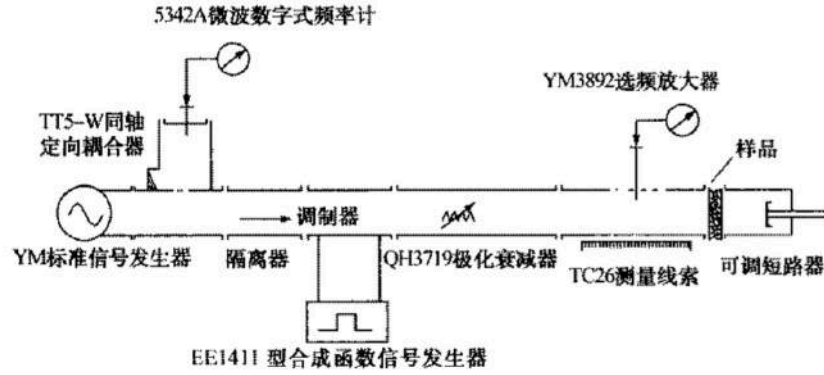 5342A微波数字式频率计
YM3892选频放大器
TT5-W同轴
定向耦合器
样品
调制器
YM标准信号发生器
隔离器
QH3719极化衰减器
TC26测量线索
可调短路器
EE1411 型合成函数信号发生器